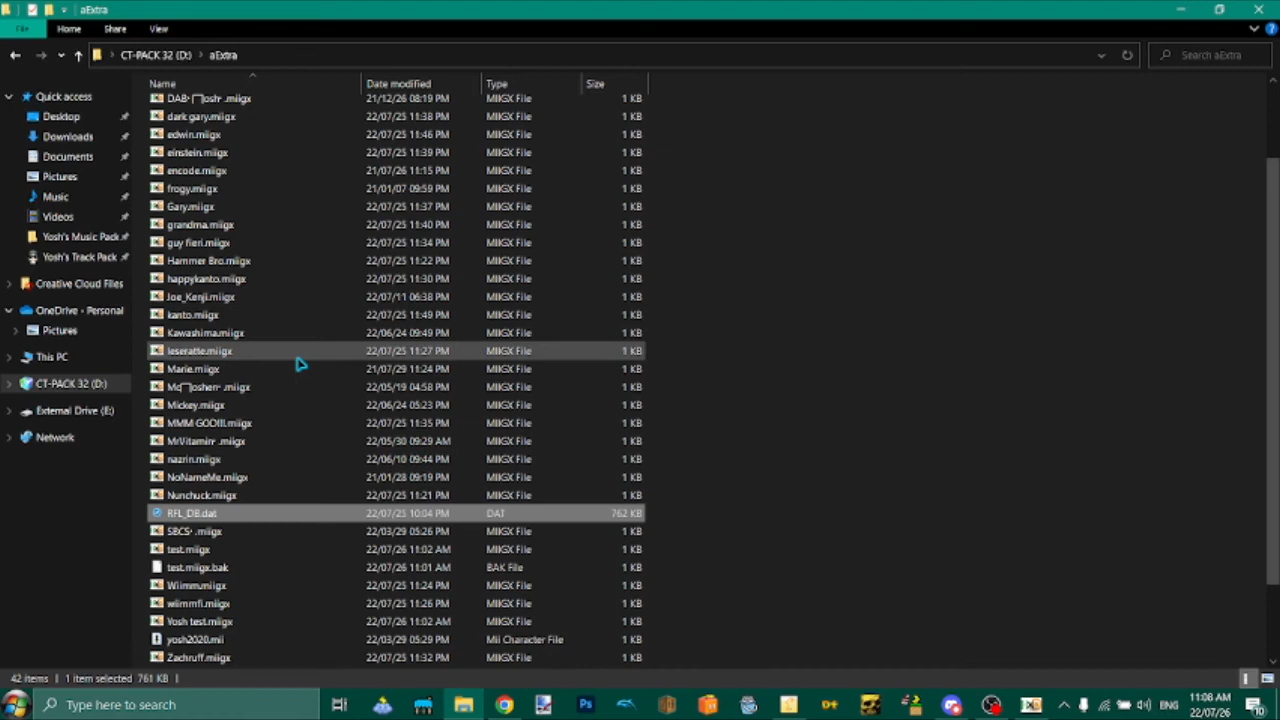 aExtra
File Home Share View
CT-PACK 32 (D:) aExtra Search aExtra
Name Date modified Type Size
Quick access
Desktop
Downloads
Documents
Pictures
Music
Videos
Yosh's Music Pack
Yosh's Track Pack
Creative Cloud Files
OneDrive - Personal
Pictures
This PC
CT-PACK 32 (D:)
External Drive (E:)
Network
21/12/26 08:19 PM MIIGX File 1 KB
dark gary.miigx 22/07/25 11:38 PM MIIGX File 1 KB
edwin.miigx 22/07/25 11:46 PM MIIGX File 1 KB
einstein.miigx 22/07/25 11:39 PM MIIGX File 1 KB
encode.miigx 21/07/26 11:15 PM MIIGX File 1 KB
frogy.miigx 21/01/07 09:59 PM MIIGX File 1 KB
Gary.miigx 22/07/25 11:37 PM MIIGX File 1 KB
grandma.miigx 22/07/25 11:40 PM MIIGX File 1 KB
guy fieri.miigx 22/07/25 11:34 PM MIIGX File 1 KB
Hammer Bro.miigx 22/07/25 11:22 PM MIIGX File 1 KB
happykanto.miigx 22/07/25 11:30 PM MIIGX File 1 KB
Joe_Kenji.miigx 22/07/11 06:38 PM MIIGX File 1 KB
kanto.miigx 22/07/25 11:49 PM MIIGX File 1 KB
Kawashima.miigx 22/06/24 09:49 PM MIIGX File 1 KB
leseratte.miigx 22/07/25 11:27 PM MIIGX File 1 KB
Marie.miigx 21/07/29 11:24 PM MIIGX File 1 KB
22/05/19 04:58 PM MIIGX File 1 KB
Mickey.miigx 22/06/24 05:23 PM MIIGX File 1 KB
MMM GOD!!!.miigx 22/07/25 11:35 PM MIIGX File 1 KB
MrVitamin· .miigx 22/05/30 09:29 AM MIIGX File 1 KB
nazrin.miigx 22/06/10 09:44 PM MIIGX File 1 KB
NoNameMe.miigx 21/01/28 09:19 PM MIIGX File 1 KB
Nunchuck.miigx 22/07/25 11:21 PM MIIGX File 1 KB
RFL_DB.dat 22/07/25 10:04 PM DAT 762 KB
SBCS· .miigx 22/03/29 05:26 PM MIIGX File 1 KB
test.miigx 22/07/26 11:02 AM MIIGX File 1 KB
test.miigx.bak 22/07/26 11:01 AM BAK File 1 KB
Wiimm.miigx 22/07/25 11:24 PM MIIGX File 1 KB
wiimmfi.miigx 22/07/25 11:26 PM MIIGX File 1 KB
Yosh test.miigx 22/07/26 11:02 AM MIIGX File 1 KB
yosh2020.mii 22/03/29 05:29 PM Mii Character File 1 KB
Zachruff.miigx 22/07/25 11:32 PM MIIGX File 1 KB
42 items 1 item selected 761 KB
Type here to search
Ps
ENG
11:08 AM
22/07/26
10